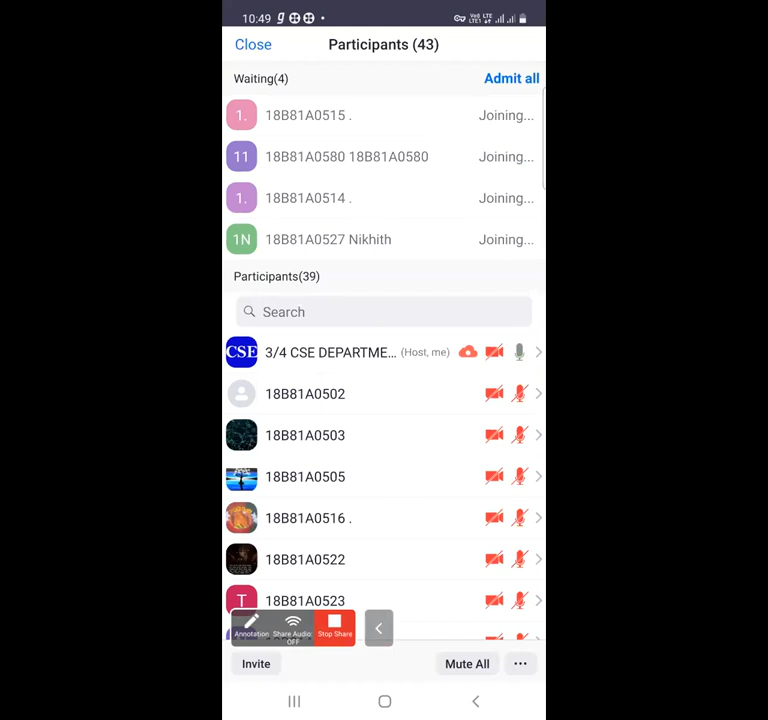 10:49
Close Participants (43)
Waiting(4) Admit all
1. 18B81A0515 . Joining...
11 18B81A0580 18B81A0580 Joining...
1. 18B81A0514 . Joining...
1N 18B81A0527 Nikhith Joining...
Participants(39)
Search
CSE 3/4 CSE DEPARTME... (Host, me)
18B81A0502
18B81A0503
18B81A0505
18B81A0516 .
18B81A0522
T 18B81A0523
Annotation Share Audio: OFF Stop Share
Invite Mute All